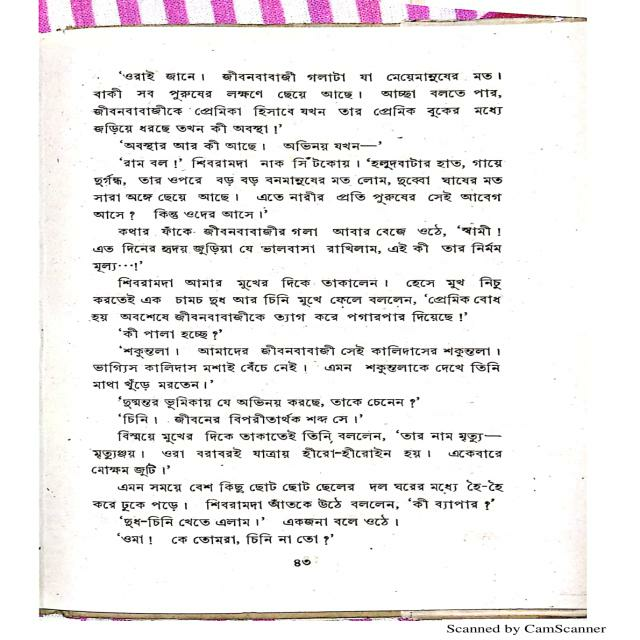 'ওরাই জানে। জীবনবাবাজী গলাটা যা মেয়েমানুষের মত।
বাকী সব পুরুষের লক্ষণে ছেয়ে আছে। আচ্ছা বলতে পার,
জীবনবাবাজীকে প্রেমিকা হিসাবে যখন তার প্রেমিক বুকের মধ্যে
জড়িয়ে ধরছে তখন কী অবস্থা!'
'অবস্থার আর কী আছে। অভিনয় যখন—'
'রাম বল!' শিবরামদা নাক সিঁটকোয়। 'হলুদবাটার হাত, গায়ে
দুর্গন্ধ, তার ওপরে বড় বড় বনমানুষের মত লোম, দুব্বো ঘাষের মত
সারা অঙ্গে ছেয়ে আছে। এতে নারীর প্রতি পুরুষের সেই আবেগ
আসে? কিন্তু ওদের আসে।'
কথার ফাঁকে জীবনবাবাজীর গলা আবার বেজে ওঠে, 'স্বামী!
এত দিনের হৃদয় জুড়িয়া যে ভালবাসা রাখিলাম, এই কী তার নির্মম
মূল্য···!'
শিবরামদা আমার মুখের দিকে তাকালেন। হেসে মুখ নিচু
করতেই এক চামচ দুধ আর চিনি মুখে ফেলে বললেন, 'প্রেমিক বোধ
হয় অবশেষে জীবনবাবাজীকে ত্যাগ করে পগারপার দিয়েছে!'
'কী পালা হচ্ছে?'
'শকুন্তলা। আমাদের জীবনবাবাজী সেই কালিদাসের শকুন্তলা।
ভাগ্যিস কালিদাস মশাই বেঁচে নেই। এমন শকুন্তলাকে দেখে তিনি
মাথা খুঁড়ে মরতেন।'
'দুষ্মন্তর ভূমিকায় যে অভিনয় করছে, তাকে চেনেন?'
'চিনি। জীবনের বিপরীতার্থক শব্দ সে।'
বিস্ময়ে মুখের দিকে তাকাতেই তিনি বললেন, 'তার নাম মৃত্যু—
মৃত্যুঞ্জয়। ওরা বরাবরই যাত্রায় হীরো-হীরোইন হয়। একেবারে
মোক্ষম জুটি।'
এমন সময়ে বেশ কিছু ছোট ছোট ছেলের দল ঘরের মধ্যে হৈ-হৈ
করে ঢুকে পড়ে। শিবরামদা আঁতকে উঠে বললেন, 'কী ব্যাপার?'
'দুধ-চিনি খেতে এলাম।' একজনা বলে ওঠে।
'ওমা! কে তোমরা, চিনি না তো?'
৪৩
Scanned by CamScanner